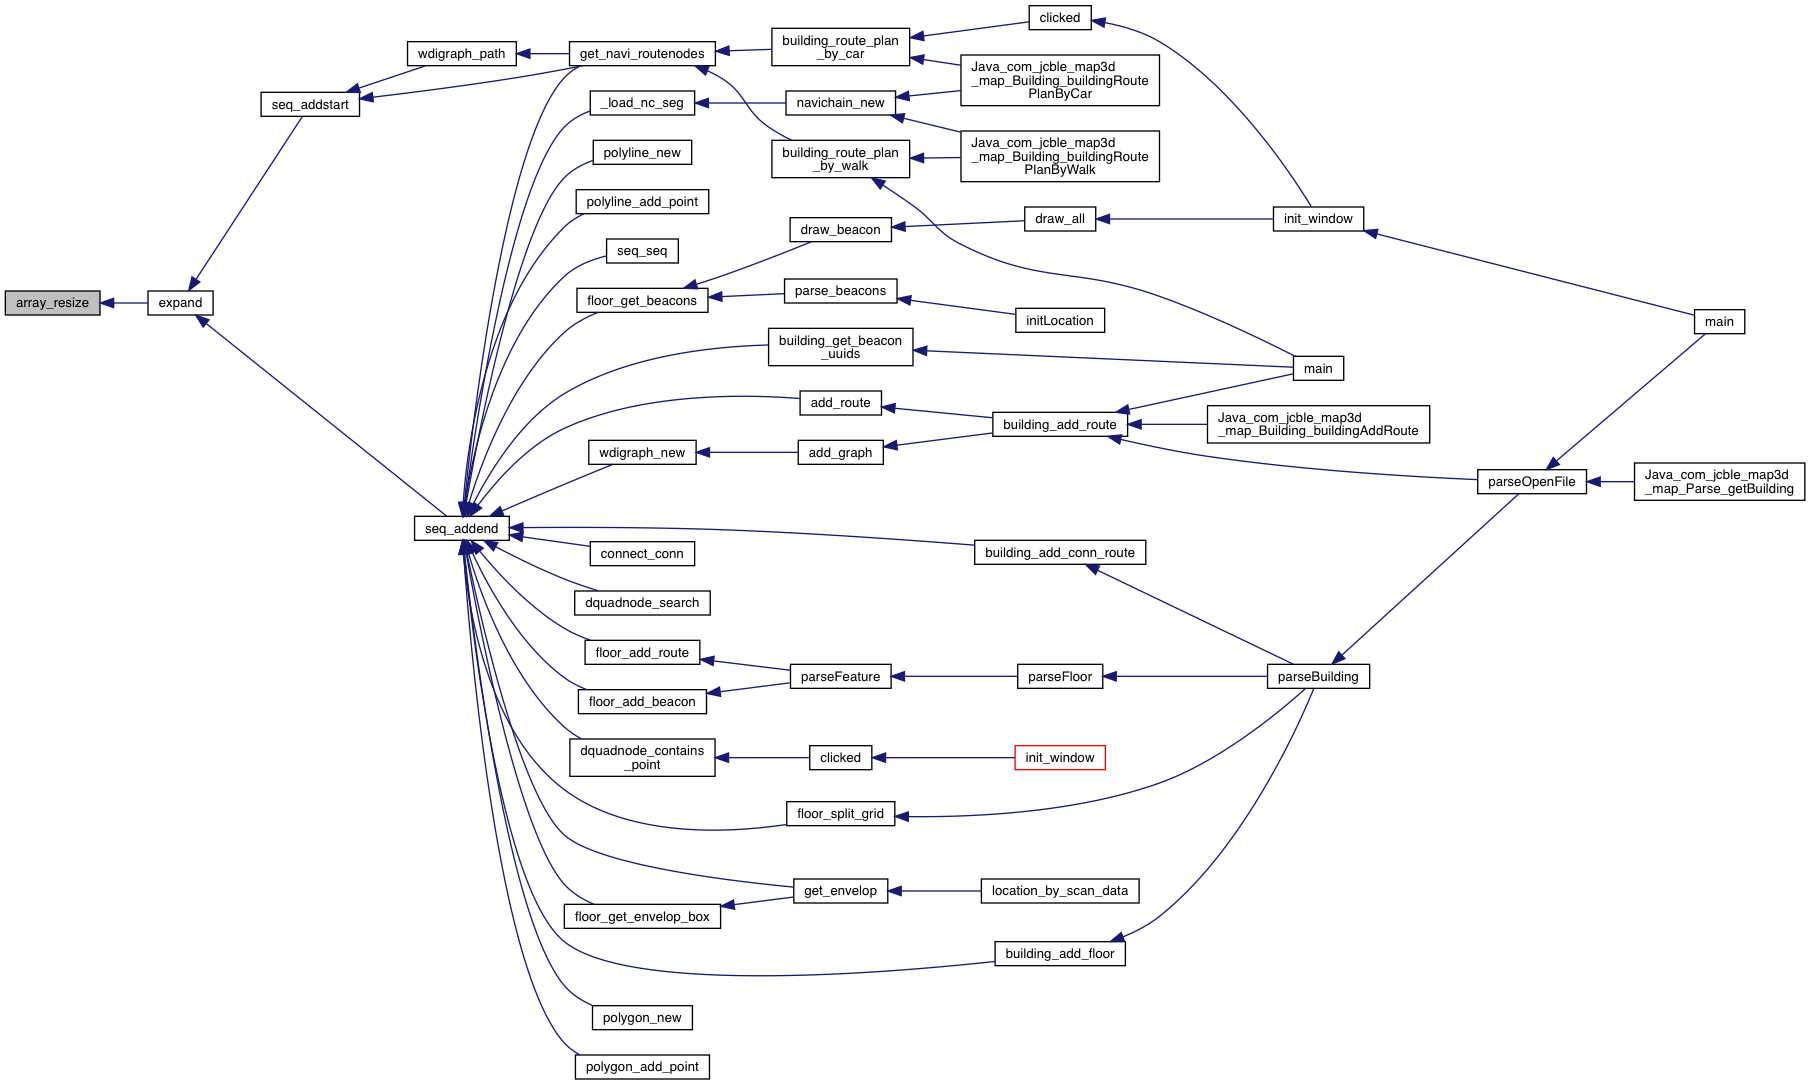 clicked
wdigraph_path
get_navi_routenodes
building_route_plan
_by_car
Java_com_jcble_map3d
_map_Building_buildingRoute
PlanByCar
seq_addstart
_load_nc_seg
navichain_new
polyline_new
building_route_plan
_by_walk
Java_com_jcble_map3d
_map_Building_buildingRoute
PlanByWalk
polyline_add_point
draw_beacon
draw_all
init_window
seq_seq
array_resize
expand
floor_get_beacons
parse_beacons
initLocation
main
building_get_beacon
_uuids
main
add_route
building_add_route
Java_com_jcble_map3d
_map_Building_buildingAddRoute
wdigraph_new
add_graph
parseOpenFile
Java_com_jcble_map3d
_map_Parse_getBuilding
seq_addend
connect_conn
building_add_conn_route
dquadnode_search
floor_add_route
parseFeature
parseFloor
parseBuilding
floor_add_beacon
dquadnode_contains
_point
clicked
init_window
floor_split_grid
get_envelop
location_by_scan_data
floor_get_envelop_box
building_add_floor
polygon_new
polygon_add_point